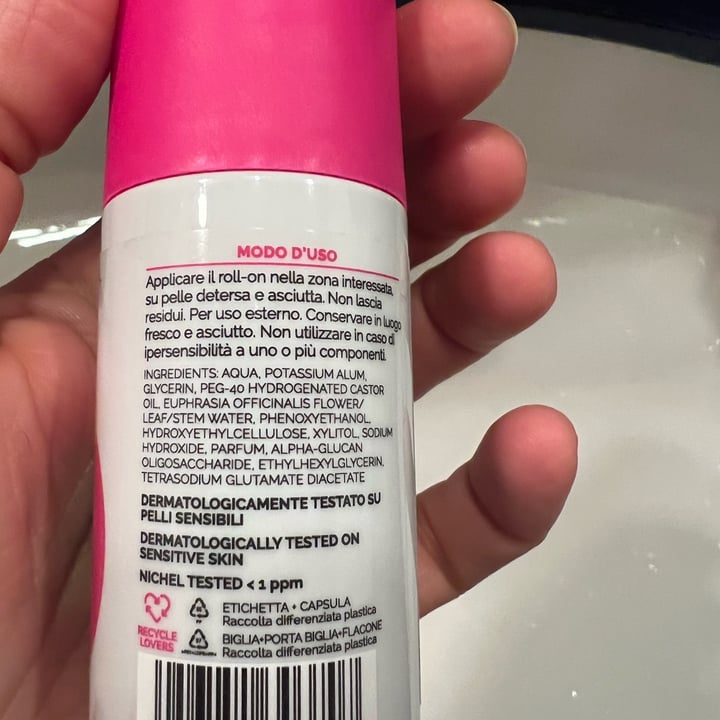 MODO D'USO
Applicare il roll-on nella zona interessata,
su pelle detersa e asciutta. Non lascia
residui. Per uso esterno. Conservare in luogo
fresco e asciutto. Non utilizzare in caso di
ipersensibilità a uno o più componenti.
INGREDIENTS: AQUA, POTASSIUM ALUM,
GLYCERIN, PEG-40 HYDROGENATED CASTOR
OIL, EUPHRASIA OFFICINALIS FLOWER/
LEAF/STEM WATER, PHENOXYETHANOL,
HYDROXYETHYLCELLULOSE, XYLITOL, SODIUM
HYDROXIDE, PARFUM, ALPHA-GLUCAN
OLIGOSACCHARIDE, ETHYLHEXYLGLYCERIN,
TETRASODIUM GLUTAMATE DIACETATE
DERMATOLOGICAMENTE TESTATO SU
PELLI SENSIBILI
DERMATOLOGICALLY TESTED ON
SENSITIVE SKIN
NICHEL TESTED < 1 ppm
RECYCLE
LOVERS
ETICHETTA + CAPSULA
Raccolta differenziata plastica
BIGLIA+PORTA BIGLIA+FLACONE
Raccolta differenziata plastica